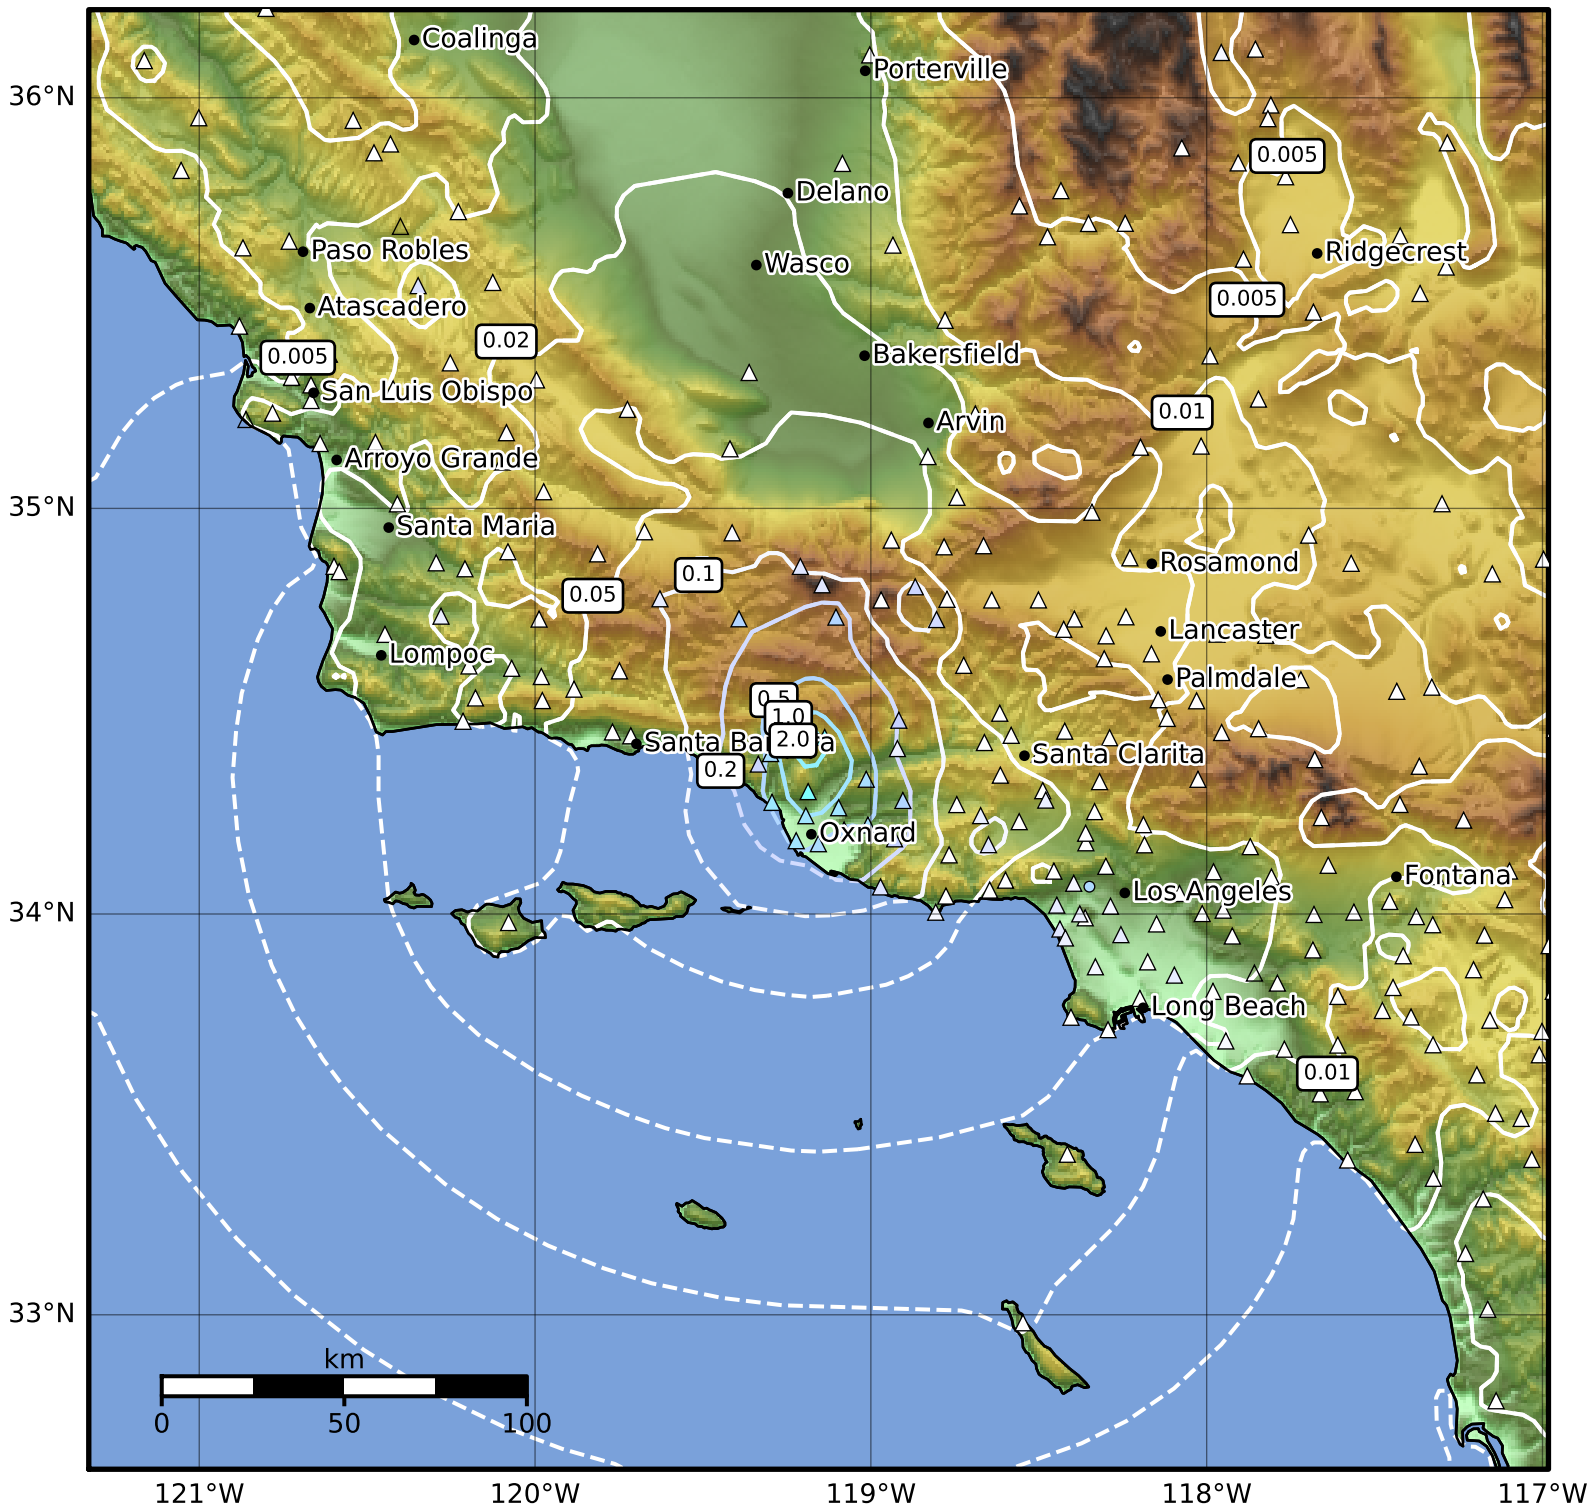 Coalinga
Porterville
36°N
0.005
Delano
Paso Robles
Wasco
Ridgecrest
Atascadero
0.005
0.02
0.005
Bakersfield
San Luis Obispo
0.01
Arvin
Arroyo Grande
35°N
Santa Maria
Rosamond
0.1
0.05
Lancaster
Lompoc
Palmdale
0.5
1.0
2.0
Santa Barbara
Santa Clarita
0.2
Oxnard
Fontana
Los Angeles
34°N
Long Beach
0.01
33°N
km
0 50 100
121°W 120°W 119°W 118°W 117°W